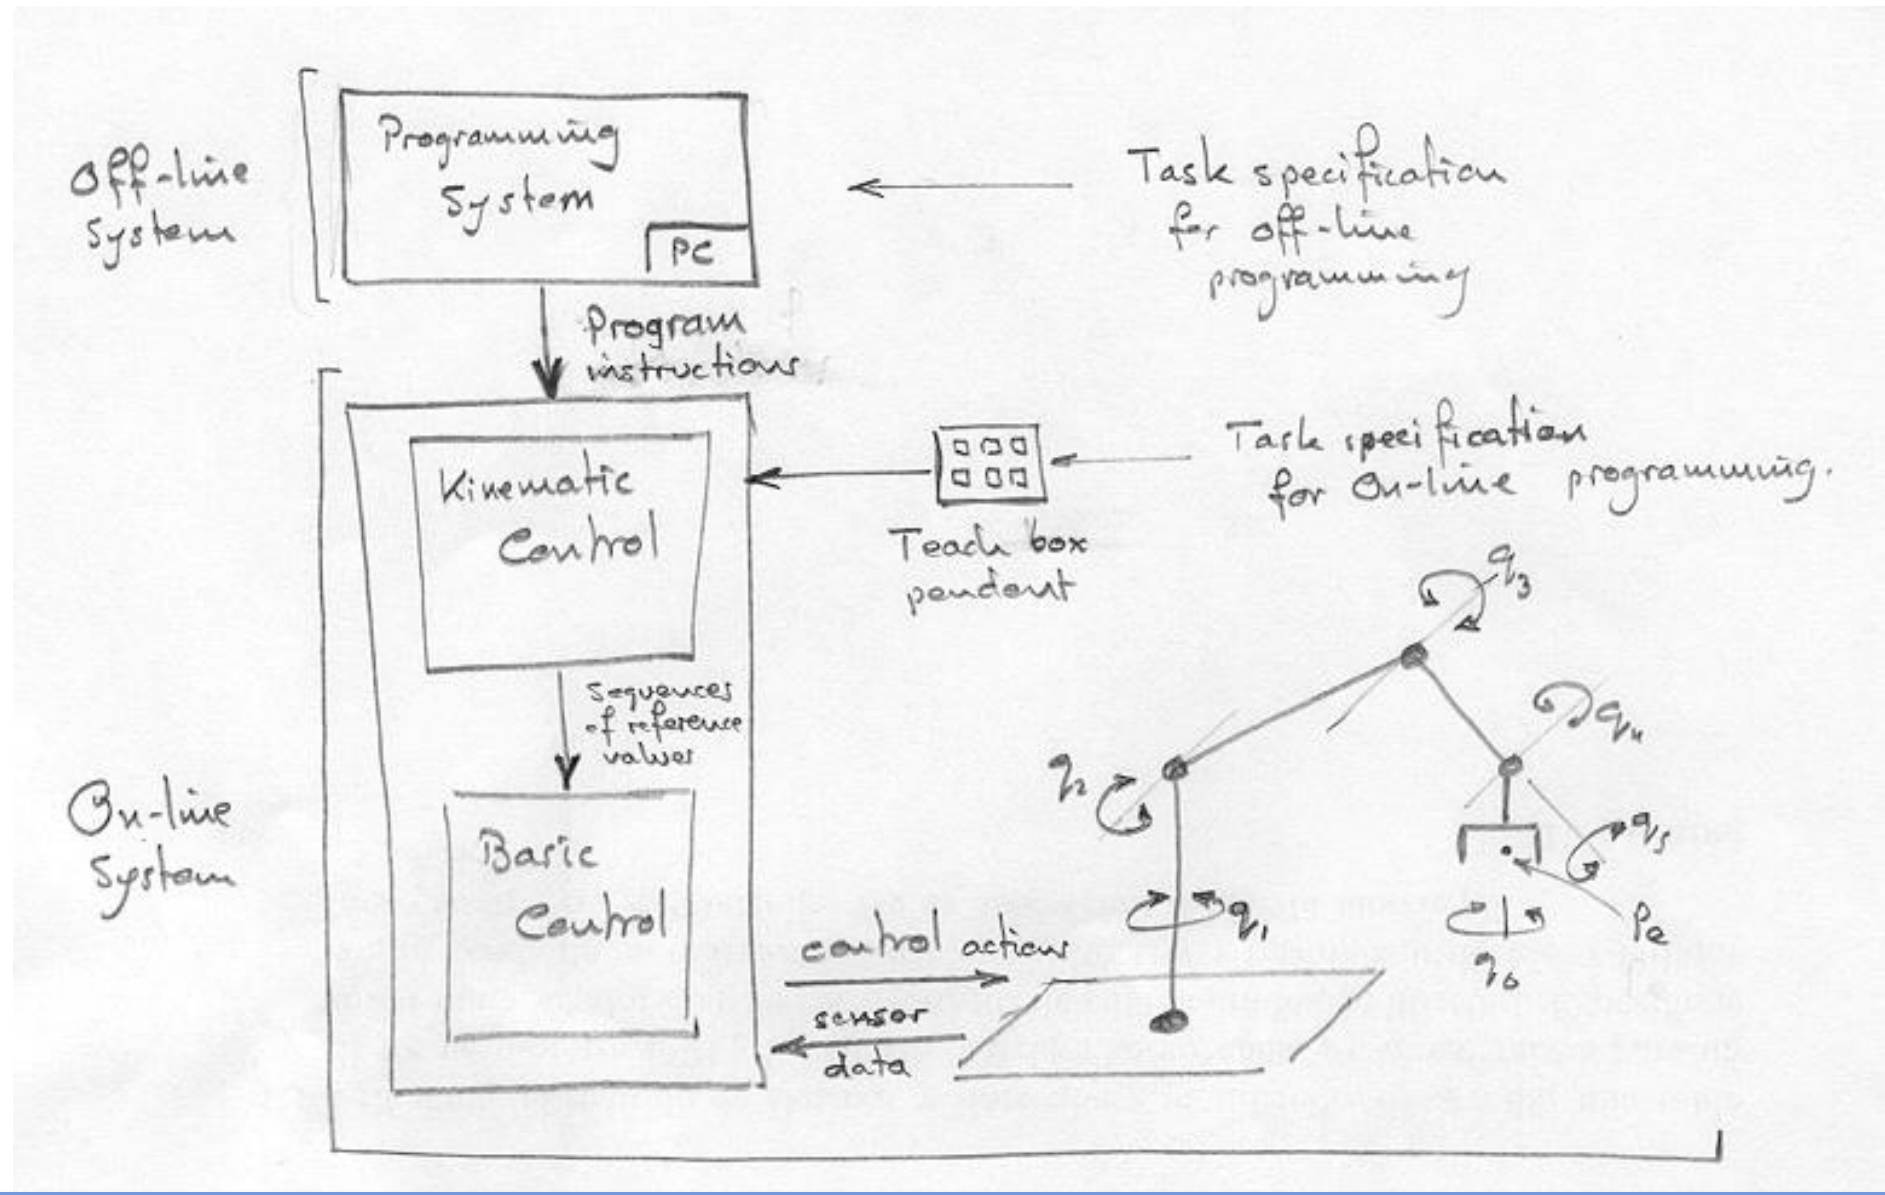 Off-line
System
Programming
System
PC
Task specification
for off-line
programming
Program
instructions
Kinematic
Control
Teach box
pendant
Task specification
for On-line programming.
sequences
of reference
values
On-line
System
Basic
Control
control actions
sensor
data
q1
q2
q3
q4
q5
q6
Pe